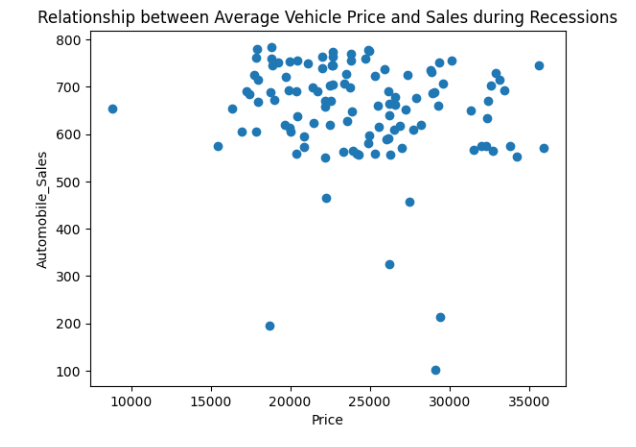 Relationship between Average Vehicle Price and Sales during Recessions
800
700
600
500
400
300
200
100
Automobile_Sales
10000 15000 20000 25000 30000 35000
Price